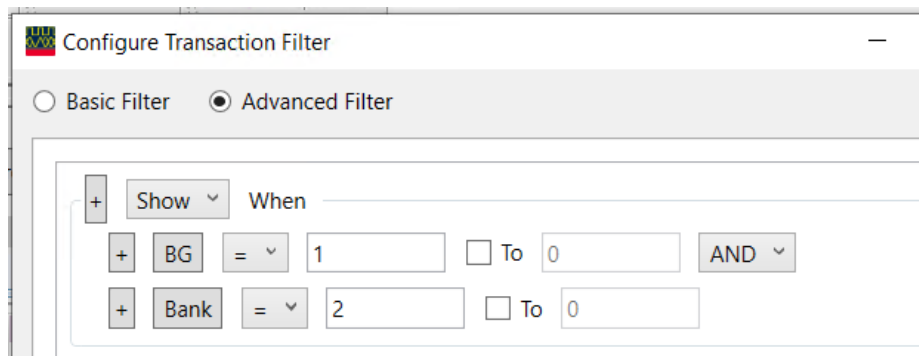 Configure Transaction Filter
Basic Filter Advanced Filter
+ Show When
+ BG = 1 To 0 AND
+ Bank = 2 To 0